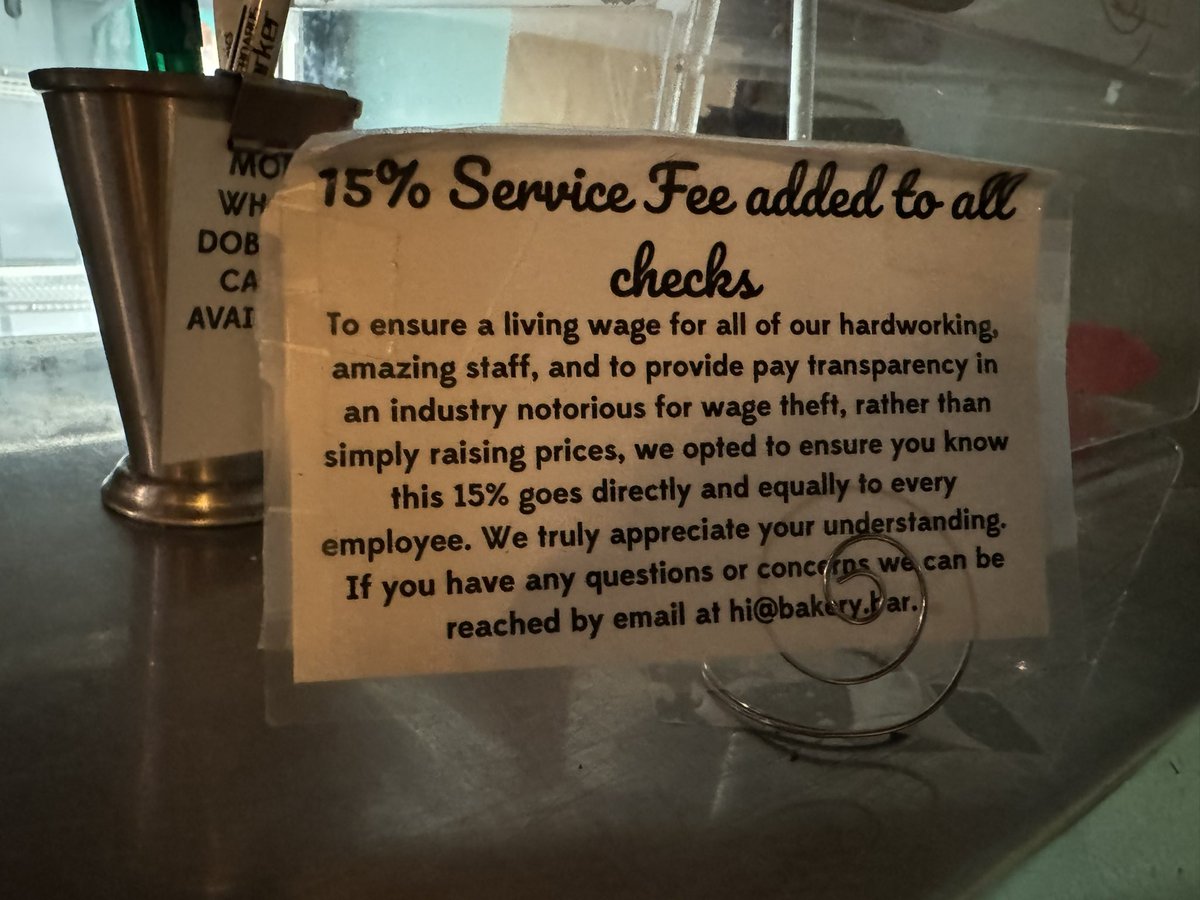 15% Service Fee added to all
checks
To ensure a living wage for all of our hardworking,
amazing staff, and to provide pay transparency in
an industry notorious for wage theft, rather than
simply raising prices, we opted to ensure you know
this 15% goes directly and equally to every
employee. We truly appreciate your understanding.
If you have any questions or concerns we can be
reached by email at hi@bakery.bar.